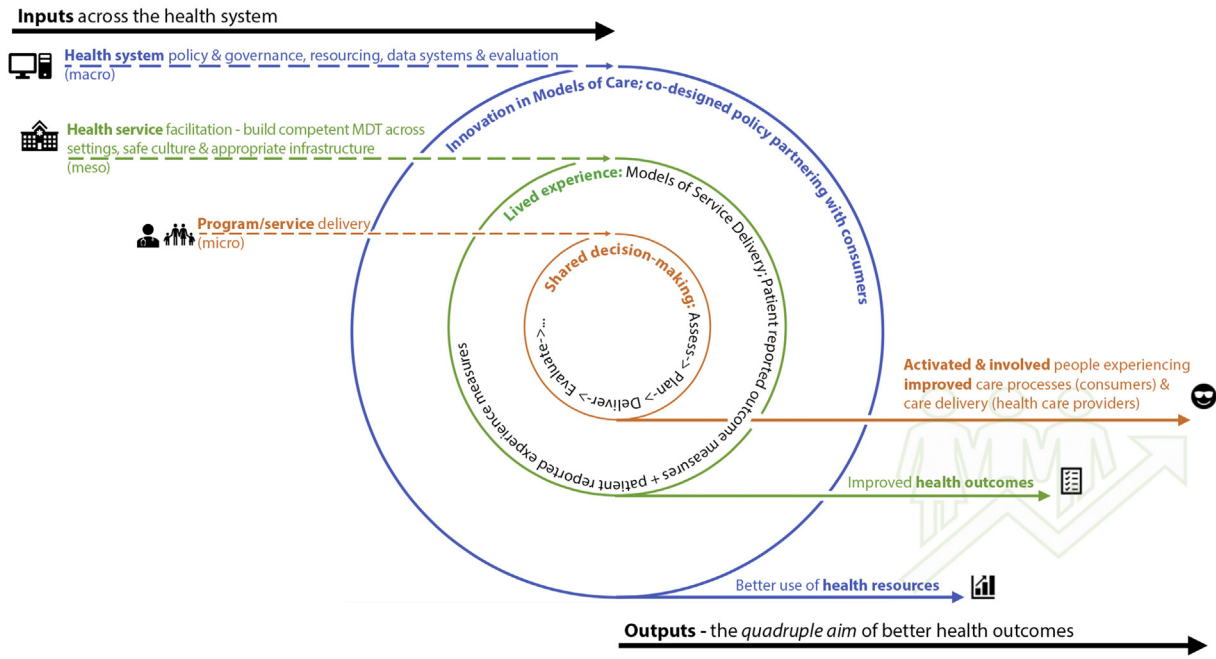 Inputs across the health system
Health system policy & governance, resourcing, data systems & evaluation
(macro)
Innovation in Models of Care; co-designed policy partnering with consumers
Health service facilitation - build competent MDT across
settings, safe culture & appropriate infrastructure
(meso)
Lived experience: Models of Service Delivery; Patient reported outcome measures + patient reported experience measures
Program/service delivery
(micro)
Shared decision-making: Assess-> Plan-> Deliver-> Evaluate-<>...
Activated & involved people experiencing
improved care processes (consumers) &
care delivery (health care providers)
Improved health outcomes
Better use of health resources
Outputs - the quadruple aim of better health outcomes